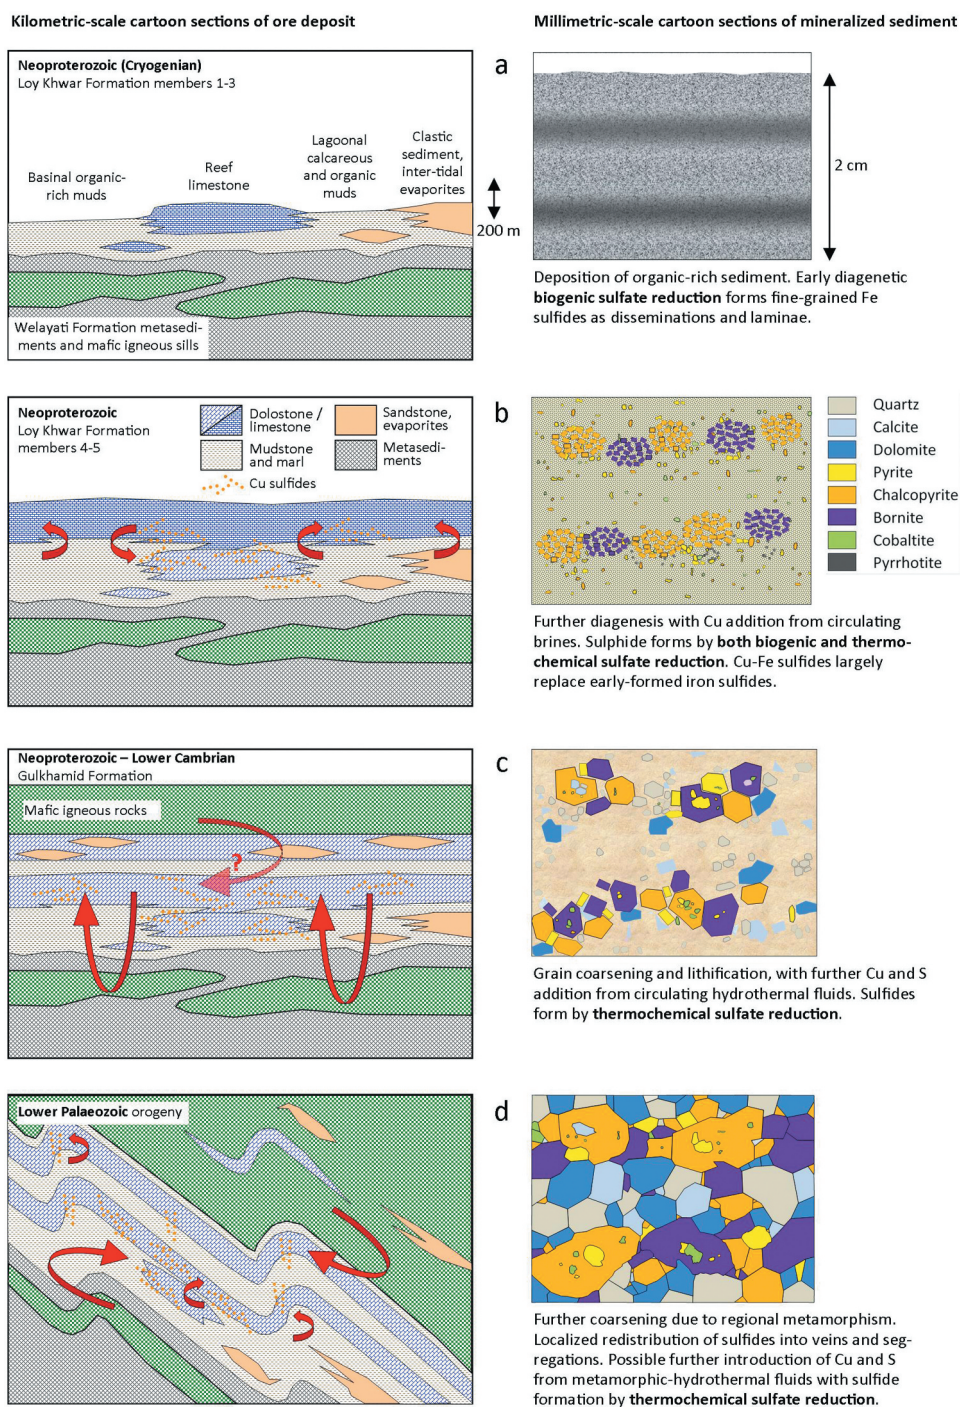 Kilometric-scale cartoon sections of ore deposit
Millimetric-scale cartoon sections of mineralized sediment
Neoproterozoic (Cryogenian)
Loy Khwar Formation members 1-3
Basinal organic-
rich muds
Reef
limestone
Lagoonal
calcareous
and organic
muds
Clastic
sediment,
inter-tidal
evaporites
200 m
Welayati Formation metasedi-
ments and mafic igneous sills
a
2 cm
Deposition of organic-rich sediment. Early diagenetic
biogenic sulfate reduction forms fine-grained Fe
sulfides as disseminations and laminae.
Neoproterozoic
Loy Khwar Formation
members 4-5
Dolostone /
limestone
Sandstone,
evaporites
Mudstone
and marl
Metasedi-
ments
Cu sulfides
b
Quartz
Calcite
Dolomite
Pyrite
Chalcopyrite
Bornite
Cobaltite
Pyrrhotite
Further diagenesis with Cu addition from circulating
brines. Sulphide forms by both biogenic and thermo-
chemical sulfate reduction. Cu-Fe sulfides largely
replace early-formed iron sulfides.
Neoproterozoic – Lower Cambrian
Gulkhamid Formation
Mafic igneous rocks
?
c
Grain coarsening and lithification, with further Cu and S
addition from circulating hydrothermal fluids. Sulfides
form by thermochemical sulfate reduction.
Lower Palaeozoic orogeny
d
Further coarsening due to regional metamorphism.
Localized redistribution of sulfides into veins and seg-
regations. Possible further introduction of Cu and S
from metamorphic-hydrothermal fluids with sulfide
formation by thermochemical sulfate reduction.